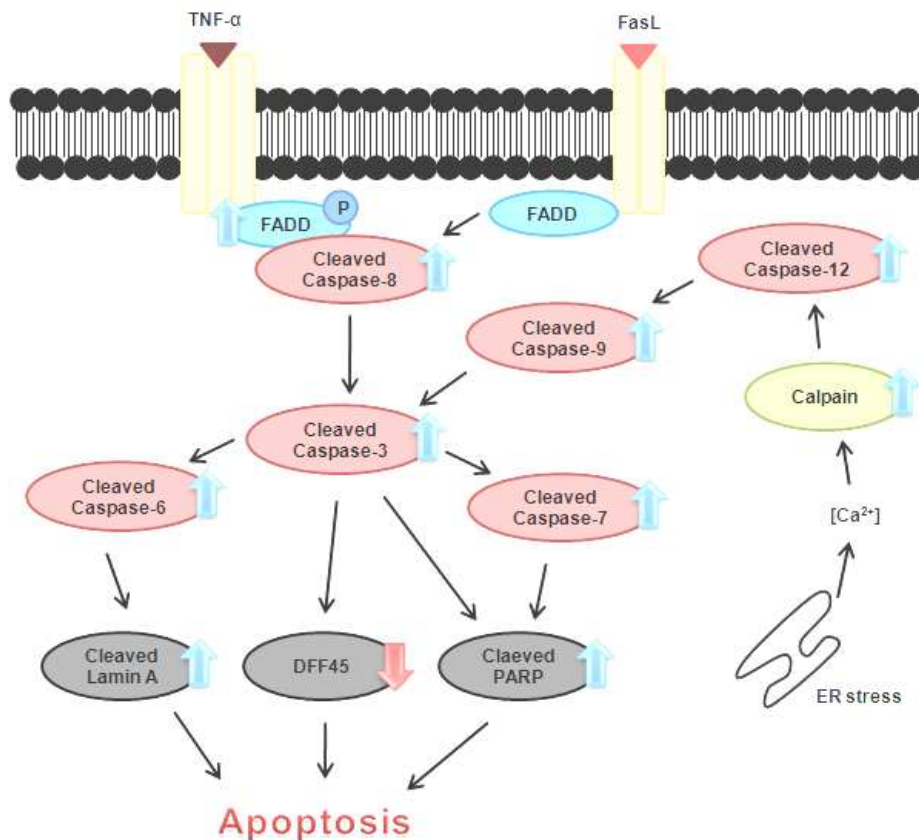 TNF-α
FasL
P
FADD
FADD
Cleaved
Caspase-8
Cleaved
Caspase-12
Cleaved
Caspase-9
Calpain
Cleaved
Caspase-3
Cleaved
Caspase-6
Cleaved
Caspase-7
[Ca²⁺]
Cleaved
Lamin A
DFF45
Claeved
PARP
ER stress
Apoptosis